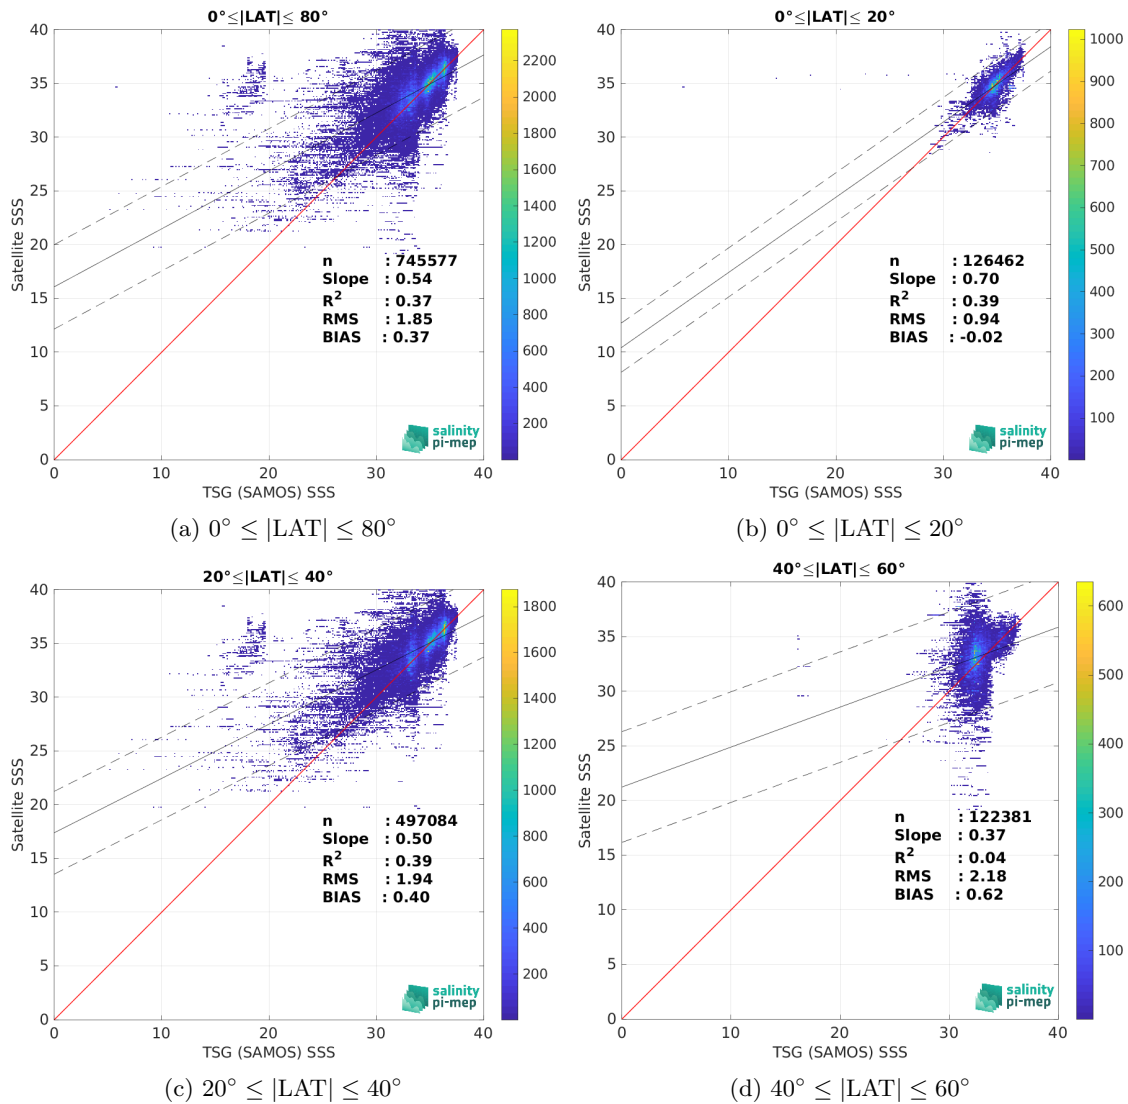 0°≤|LAT|≤ 80°
40
35
30
25
20
15
10
5
0
0
10
20
30
40
Satellite SSS
TSG (SAMOS) SSS
n : 745577
Slope : 0.54
R² : 0.37
RMS : 1.85
BIAS : 0.37
salinity
pi-mep
2200
2000
1800
1600
1400
1200
1000
800
600
400
200
(a) 0° ≤ |LAT| ≤ 80°
0°≤|LAT|≤ 20°
40
35
30
25
20
15
10
5
0
0
10
20
30
40
Satellite SSS
TSG (SAMOS) SSS
n : 126462
Slope : 0.70
R² : 0.39
RMS : 0.94
BIAS : -0.02
salinity
pi-mep
1000
900
800
700
600
500
400
300
200
100
(b) 0° ≤ |LAT| ≤ 20°
20°≤|LAT|≤ 40°
40
35
30
25
20
15
10
5
0
0
10
20
30
40
Satellite SSS
TSG (SAMOS) SSS
n : 497084
Slope : 0.50
R² : 0.39
RMS : 1.94
BIAS : 0.40
salinity
pi-mep
1800
1600
1400
1200
1000
800
600
400
200
(c) 20° ≤ |LAT| ≤ 40°
40°≤|LAT|≤ 60°
40
35
30
25
20
15
10
5
0
0
10
20
30
40
Satellite SSS
TSG (SAMOS) SSS
n : 122381
Slope : 0.37
R² : 0.04
RMS : 2.18
BIAS : 0.62
salinity
pi-mep
600
500
400
300
200
100
(d) 40° ≤ |LAT| ≤ 60°